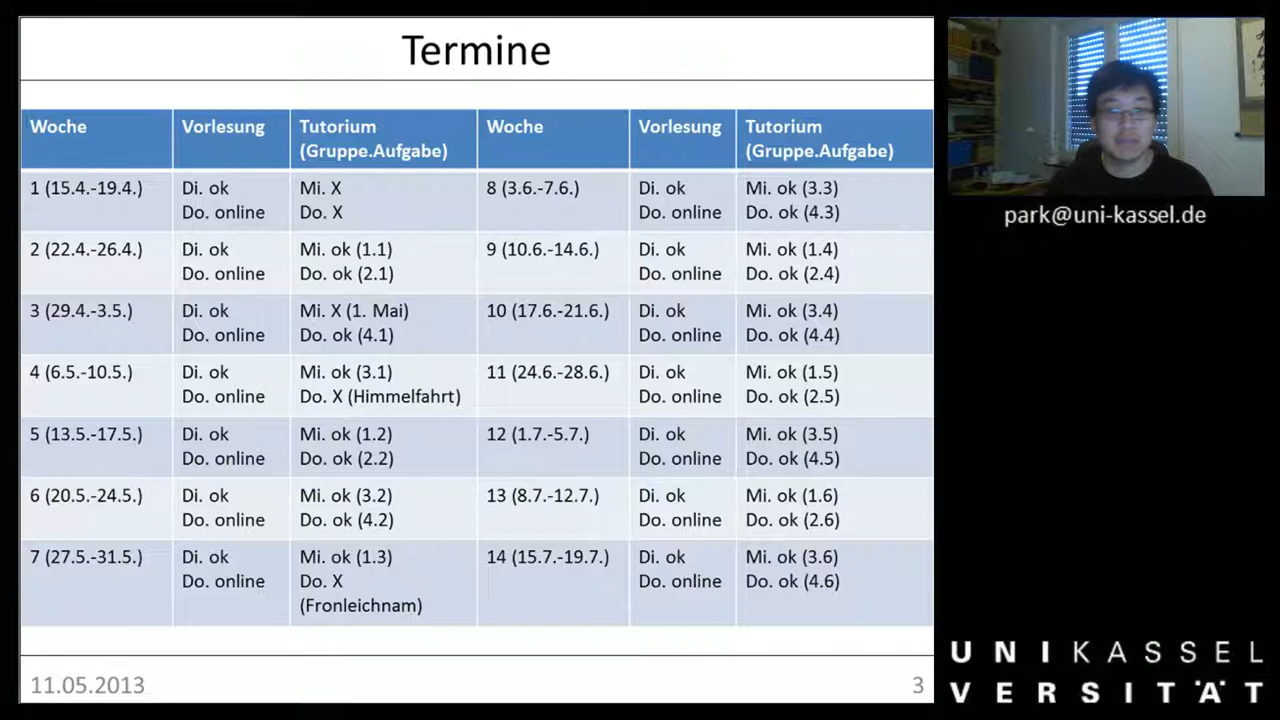 Termine
Woche Vorlesung Tutorium (Gruppe.Aufgabe) Woche Vorlesung Tutorium (Gruppe.Aufgabe)
1 (15.4.-19.4.) Di. ok Mi. X 8 (3.6.-7.6.) Di. ok Mi. ok (3.3)
Do. online Do. X Do. online Do. ok (4.3)
2 (22.4.-26.4.) Di. ok Mi. ok (1.1) 9 (10.6.-14.6.) Di. ok Mi. ok (1.4)
Do. online Do. ok (2.1) Do. online Do. ok (2.4)
3 (29.4.-3.5.) Di. ok Mi. X (1. Mai) 10 (17.6.-21.6.) Di. ok Mi. ok (3.4)
Do. online Do. ok (4.1) Do. online Do. ok (4.4)
4 (6.5.-10.5.) Di. ok Mi. ok (3.1) 11 (24.6.-28.6.) Di. ok Mi. ok (1.5)
Do. online Do. X (Himmelfahrt) Do. online Do. ok (2.5)
5 (13.5.-17.5.) Di. ok Mi. ok (1.2) 12 (1.7.-5.7.) Di. ok Mi. ok (3.5)
Do. online Do. ok (2.2) Do. online Do. ok (4.5)
6 (20.5.-24.5.) Di. ok Mi. ok (3.2) 13 (8.7.-12.7.) Di. ok Mi. ok (1.6)
Do. online Do. ok (4.2) Do. online Do. ok (2.6)
7 (27.5.-31.5.) Di. ok Mi. ok (1.3) 14 (15.7.-19.7.) Di. ok Mi. ok (3.6)
Do. online Do. X Do. online Do. ok (4.6)
(Fronleichnam)
11.05.2013 3
park@uni-kassel.de
UNIKASSEL
VERSITÄT